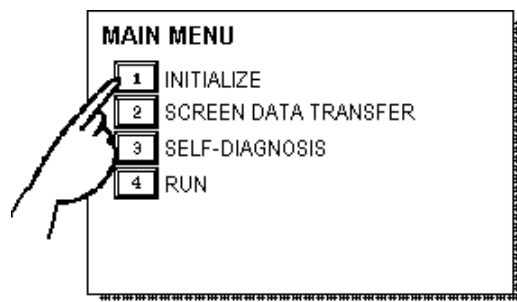 MAIN MENU
1 INITIALIZE
2 SCREEN DATA TRANSFER
3 SELF-DIAGNOSIS
4 RUN